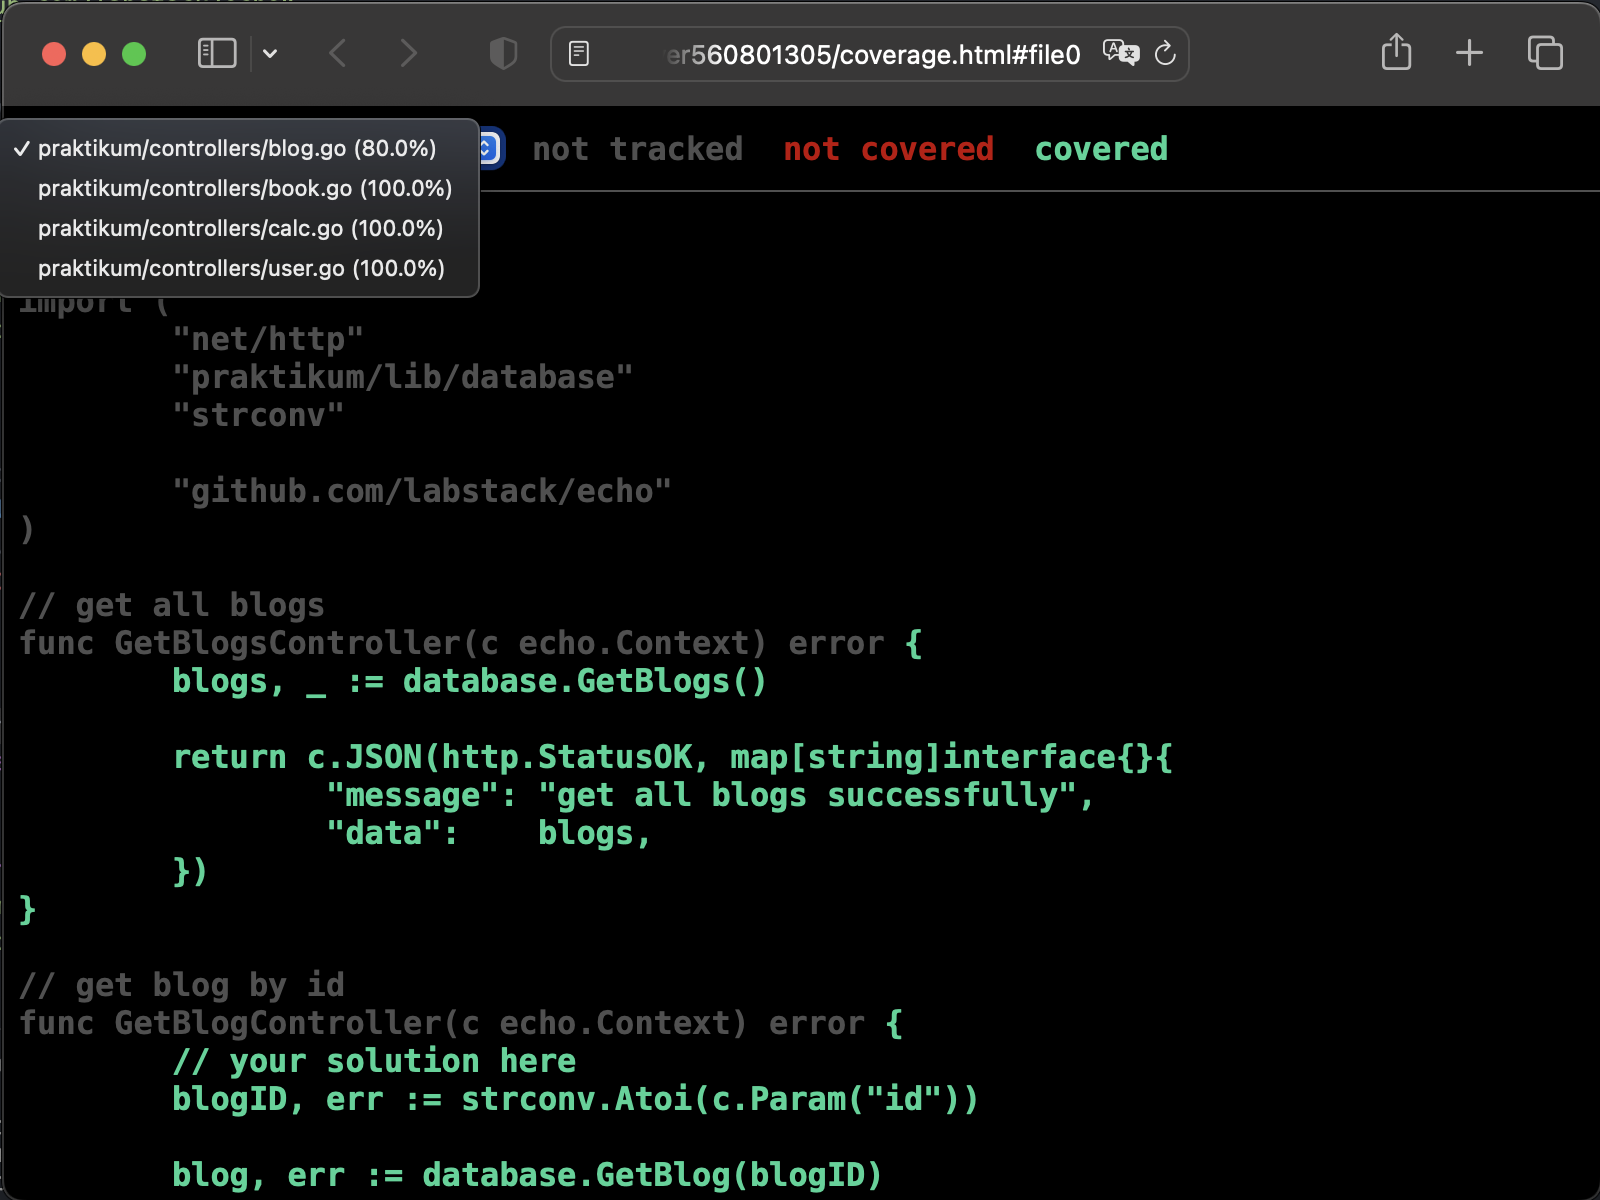 er560801305/coverage.html#file0
✓ praktikum/controllers/blog.go (80.0%)
praktikum/controllers/book.go (100.0%)
praktikum/controllers/calc.go (100.0%)
praktikum/controllers/user.go (100.0%)
not tracked not covered covered
import (
"net/http"
"praktikum/lib/database"
"strconv"
"github.com/labstack/echo"
)
// get all blogs
func GetBlogsController(c echo.Context) error {
blogs, _ := database.GetBlogs()
return c.JSON(http.StatusOK, map[string]interface{}{
"message": "get all blogs successfully",
"data":    blogs,
})
}
// get blog by id
func GetBlogController(c echo.Context) error {
// your solution here
blogID, err := strconv.Atoi(c.Param("id"))
blog, err := database.GetBlog(blogID)